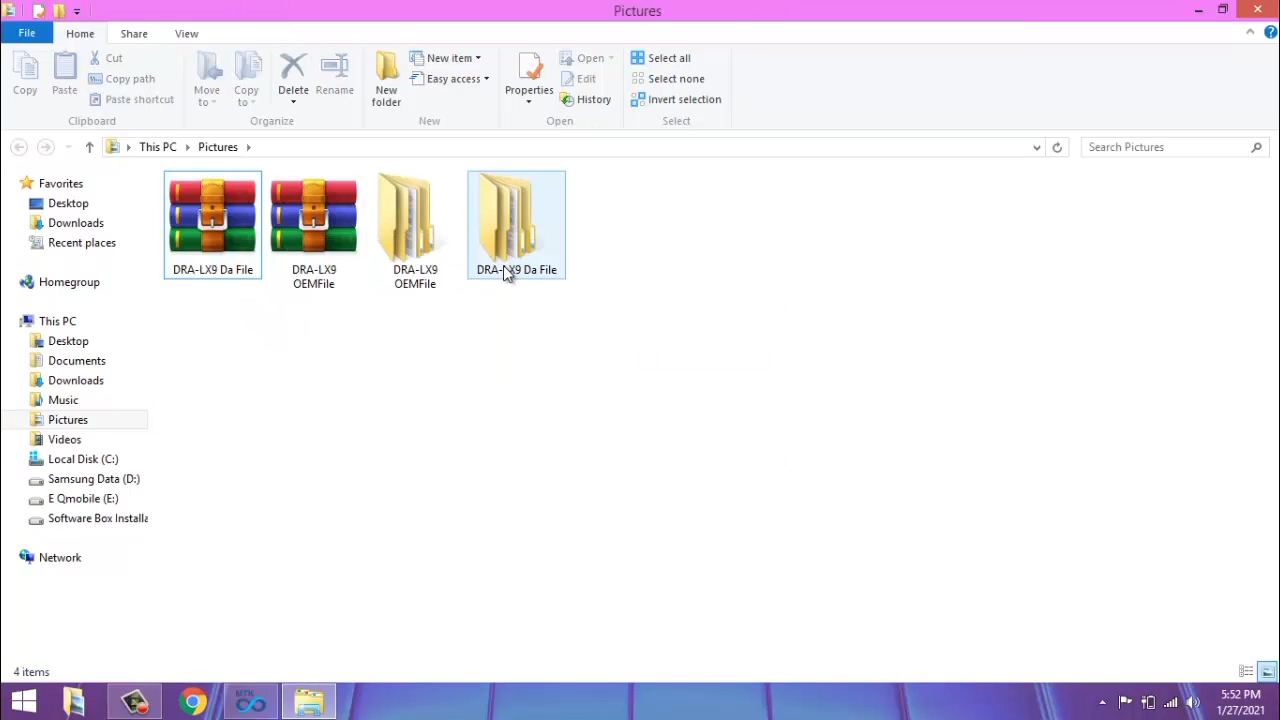 Pictures
File
Home
Share
View
Copy
Paste
Cut
Copy path
Paste shortcut
Clipboard
Move
to
Copy
to
Delete
Rename
Organize
New
folder
New item
Easy access
New
Properties
Open
Edit
History
Open
Select all
Select none
Invert selection
Select
This PC
Pictures
Search Pictures
Favorites
Desktop
Downloads
Recent places
Homegroup
This PC
Desktop
Documents
Downloads
Music
Pictures
Videos
Local Disk (C:)
Samsung Data (D:)
E Qmobile (E:)
Software Box Installa
Network
DRA-LX9 Da File
DRA-LX9
OEMFile
DRA-LX9
OEMFile
DRA-LX9 Da File
4 items
MTK
5:52 PM
1/27/2021